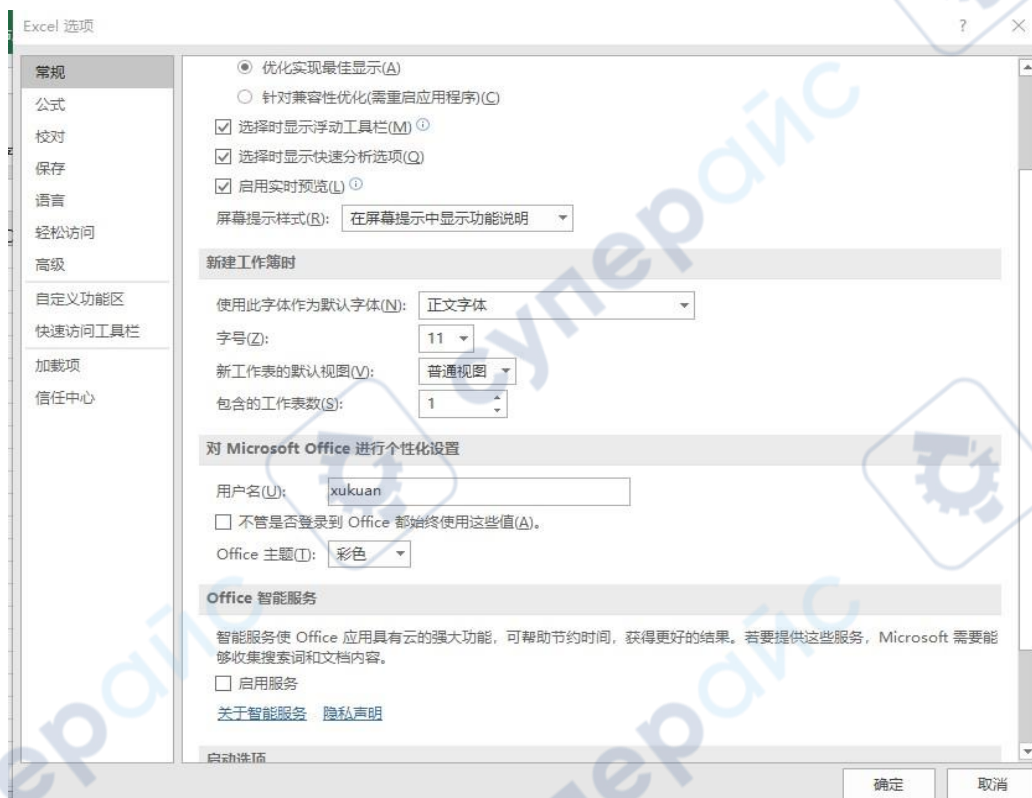 Excel 选项
常规
公式
校对
保存
语言
轻松访问
高级
自定义功能区
快速访问工具栏
加载项
信任中心
优化实现最佳显示(A)
针对兼容性优化(需重启应用程序)(C)
选择时显示浮动工具栏(M)
选择时显示快速分析选项(Q)
启用实时预览(L)
屏幕提示样式(R): 在屏幕提示中显示功能说明
新建工作簿时
使用此字体作为默认字体(N): 正文字体
字号(Z): 11
新工作表的默认视图(V): 普通视图
包含的工作表数(S): 1
对 Microsoft Office 进行个性化设置
用户名(U): xukuan
不管是否登录到 Office 都始终使用这些值(A)。
Office 主题(T): 彩色
Office 智能服务
智能服务使 Office 应用具有云的强大功能，可帮助节约时间，获得更好的结果。若要提供这些服务，Microsoft 需要能
够收集搜索词和文档内容。
启用服务
关于智能服务 隐私声明
启动选项
确定 取消
супер
айс
супер
айс